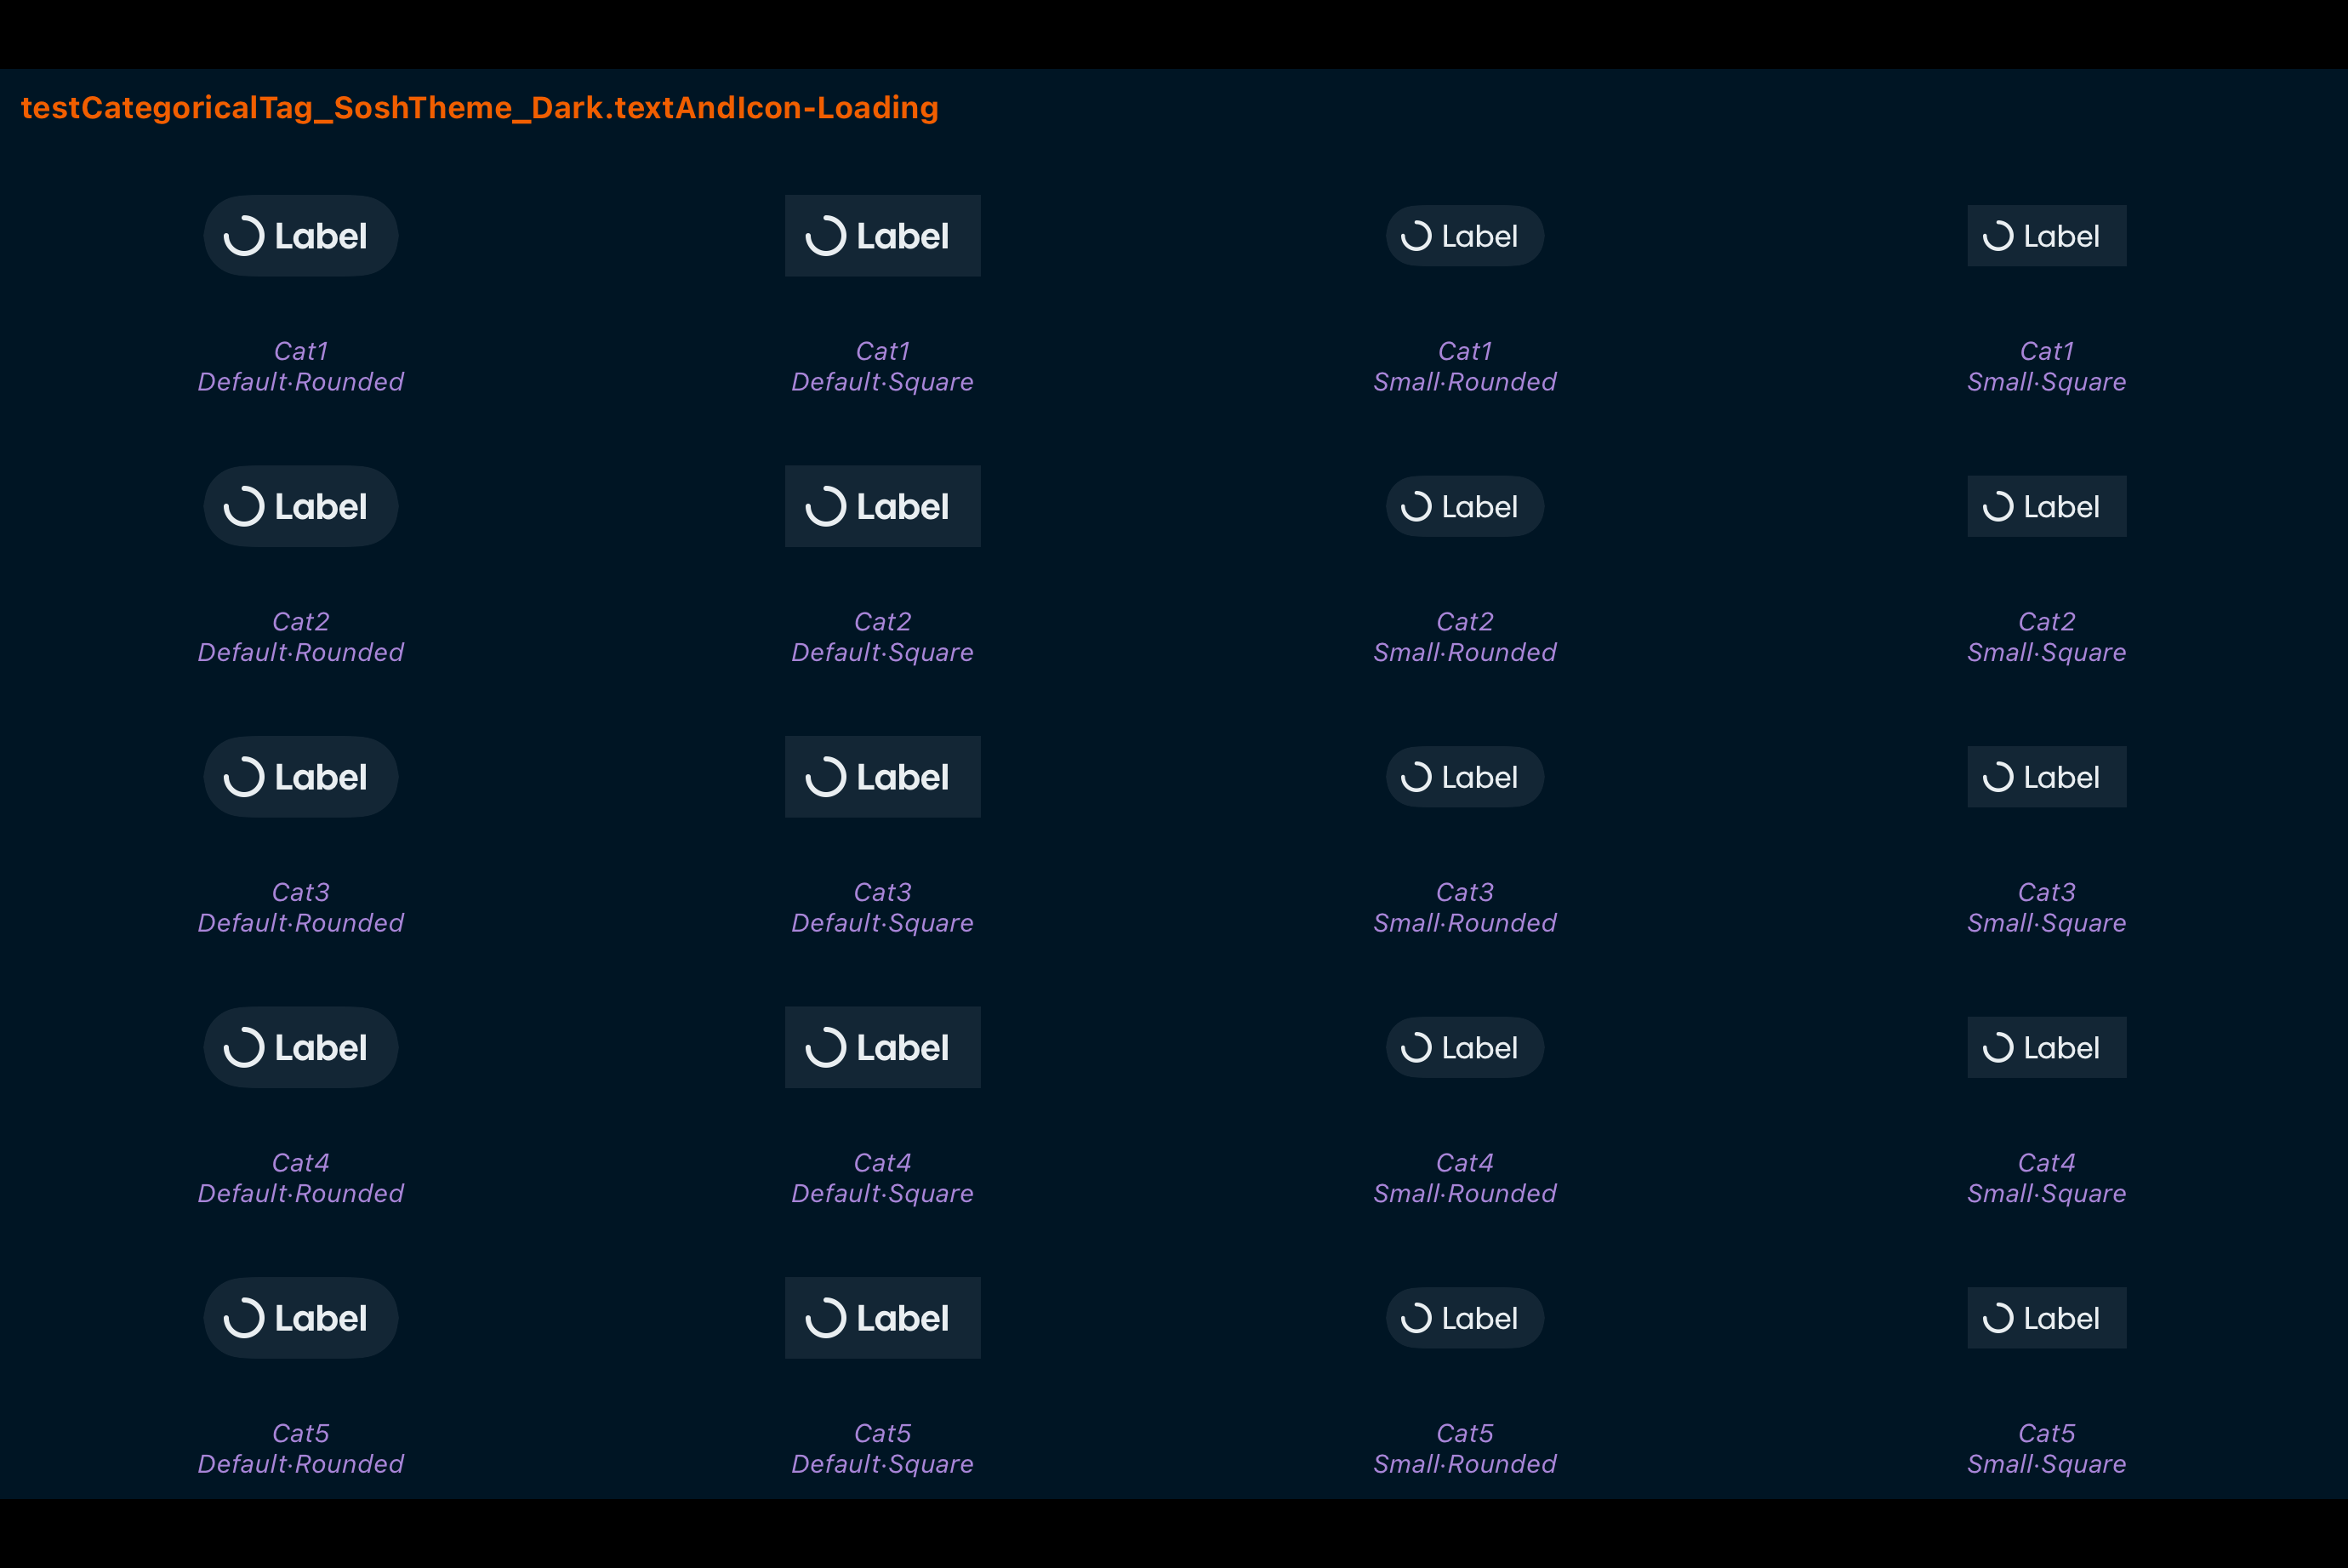 testCategoricalTag_SoshTheme_Dark.textAndIcon-Loading
Label Label Label Label
Cat1 Cat1 Cat1 Cat1
Default·Rounded Default·Square Small·Rounded Small·Square
Label Label Label Label
Cat2 Cat2 Cat2 Cat2
Default·Rounded Default·Square Small·Rounded Small·Square
Label Label Label Label
Cat3 Cat3 Cat3 Cat3
Default·Rounded Default·Square Small·Rounded Small·Square
Label Label Label Label
Cat4 Cat4 Cat4 Cat4
Default·Rounded Default·Square Small·Rounded Small·Square
Label Label Label Label
Cat5 Cat5 Cat5 Cat5
Default·Rounded Default·Square Small·Rounded Small·Square